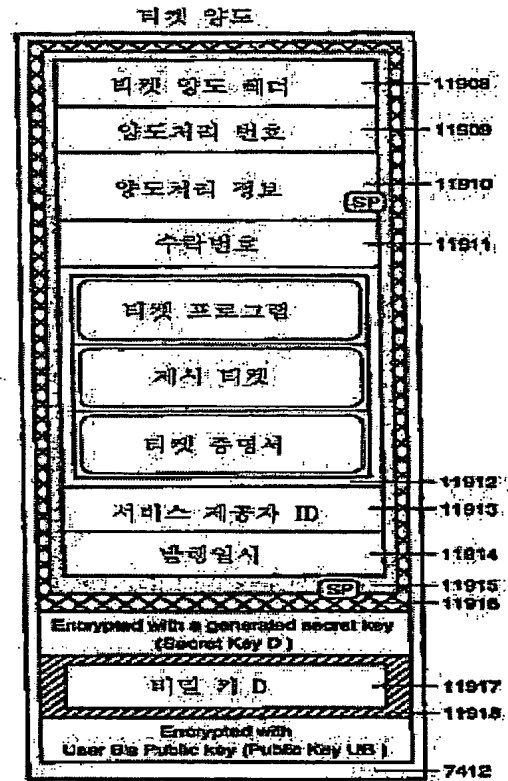 티켓 양도
티켓 양도 헤더 11908
양도처리 번호 11909
양도처리 정보 11910
SP
수락번호 11911
티켓 프로그램
제시 티켓
티켓 증명서
11912
서비스 제공자 ID 11913
발행일시 11914
SP 11915
11916
Encrypted with a generated secret key
(Secret Key D)
비밀 키 D 11917
11918
Encrypted with
User B's Public key (Public Key UB)
7412